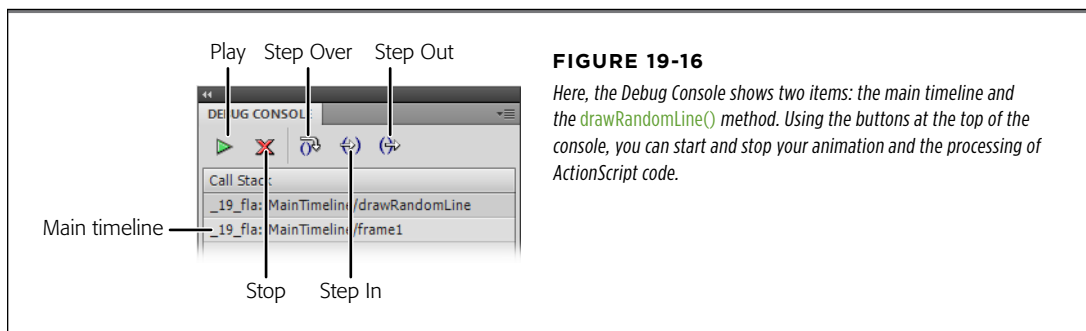 Play Step Over Step Out
DEBUG CONSOL
Call Stack
_19_fla: MainTimeline/drawRandomLine
Main timeline
_19_fla: MainTimeline/frame1
Stop Step In
FIGURE 19-16
Here, the Debug Console shows two items: the main timeline and
the drawRandomLine() method. Using the buttons at the top of the
console, you can start and stop your animation and the processing of
ActionScript code.